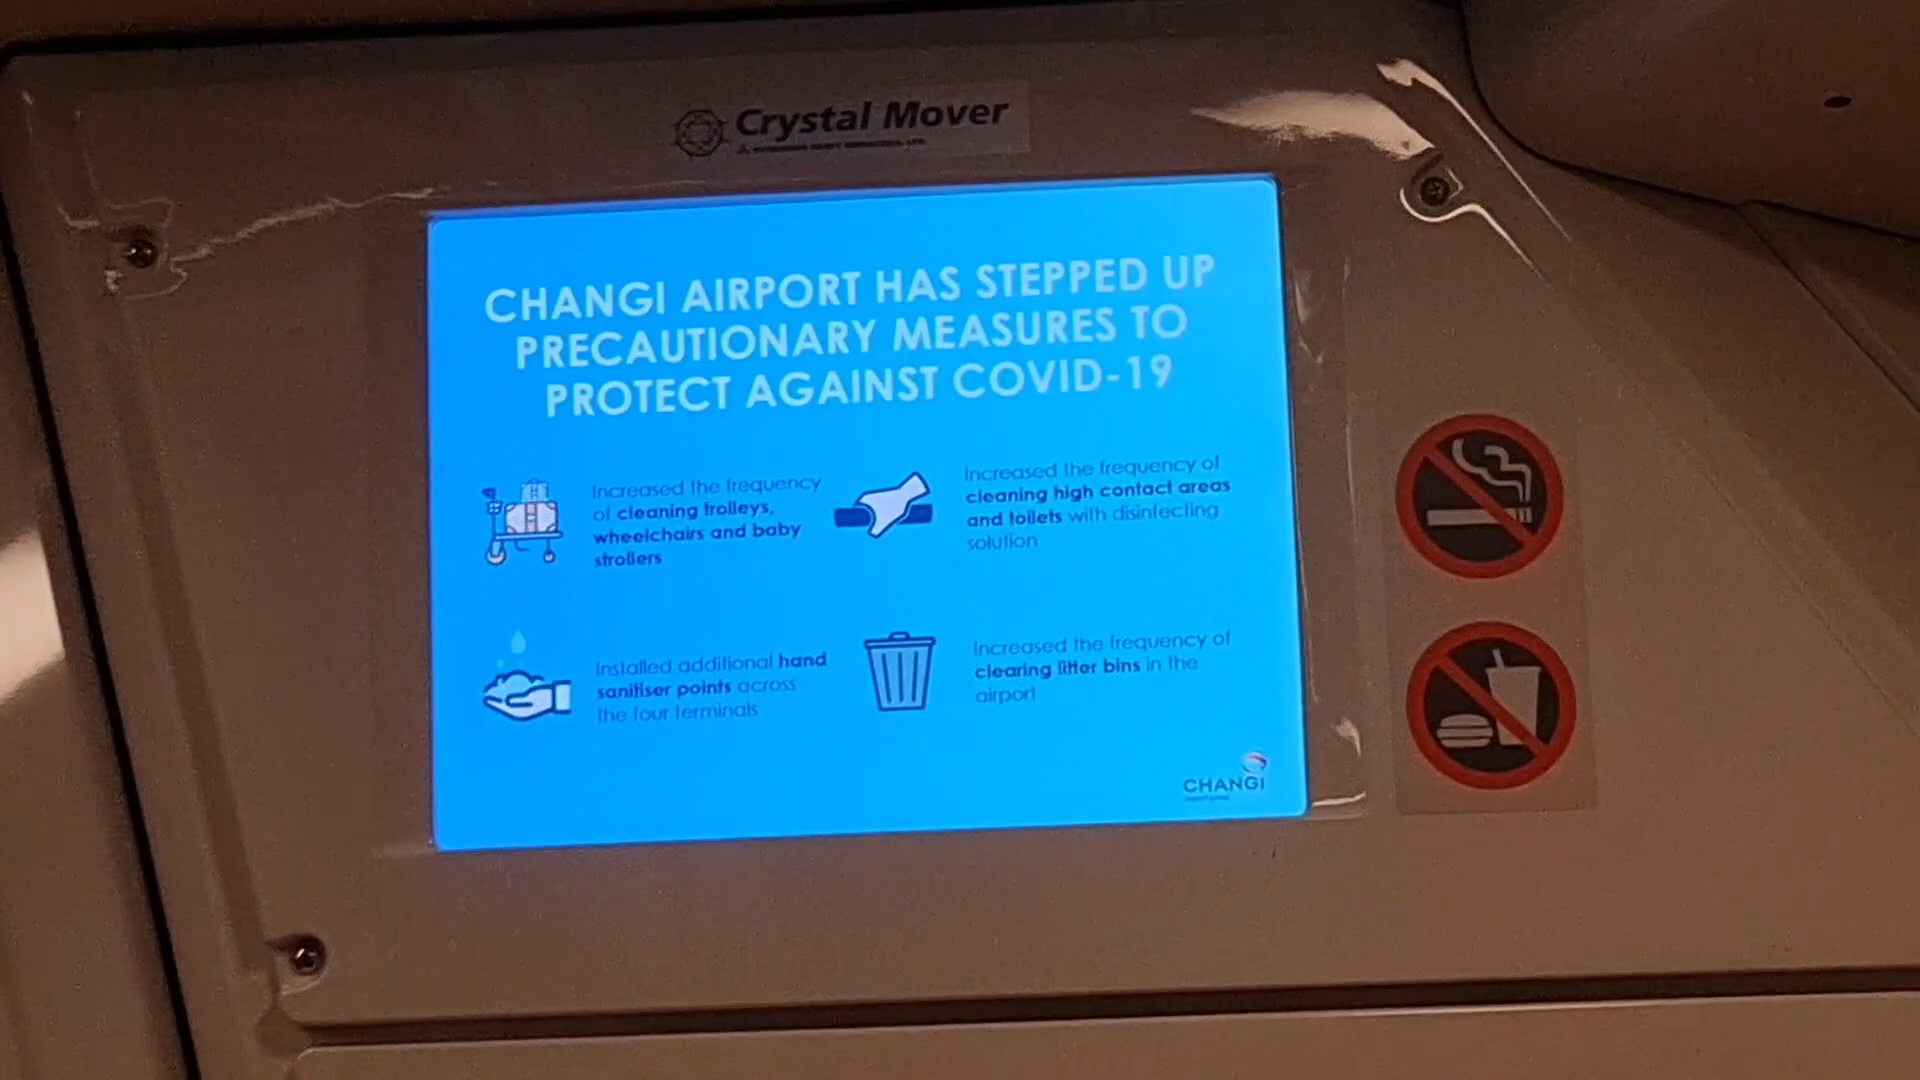 Crystal Mover
CHANGI AIRPORT HAS STEPPED UP
PRECAUTIONARY MEASURES TO
PROTECT AGAINST COVID-19
Increased the frequency
of cleaning trolleys,
wheelchairs and baby
strollers
Increased the frequency of
cleaning high contact areas
and toilets with disinfecting
solution
Installed additional hand
sanitiser points across
the four terminals
Increased the frequency of
clearing litter bins in the
airport
CHANGI